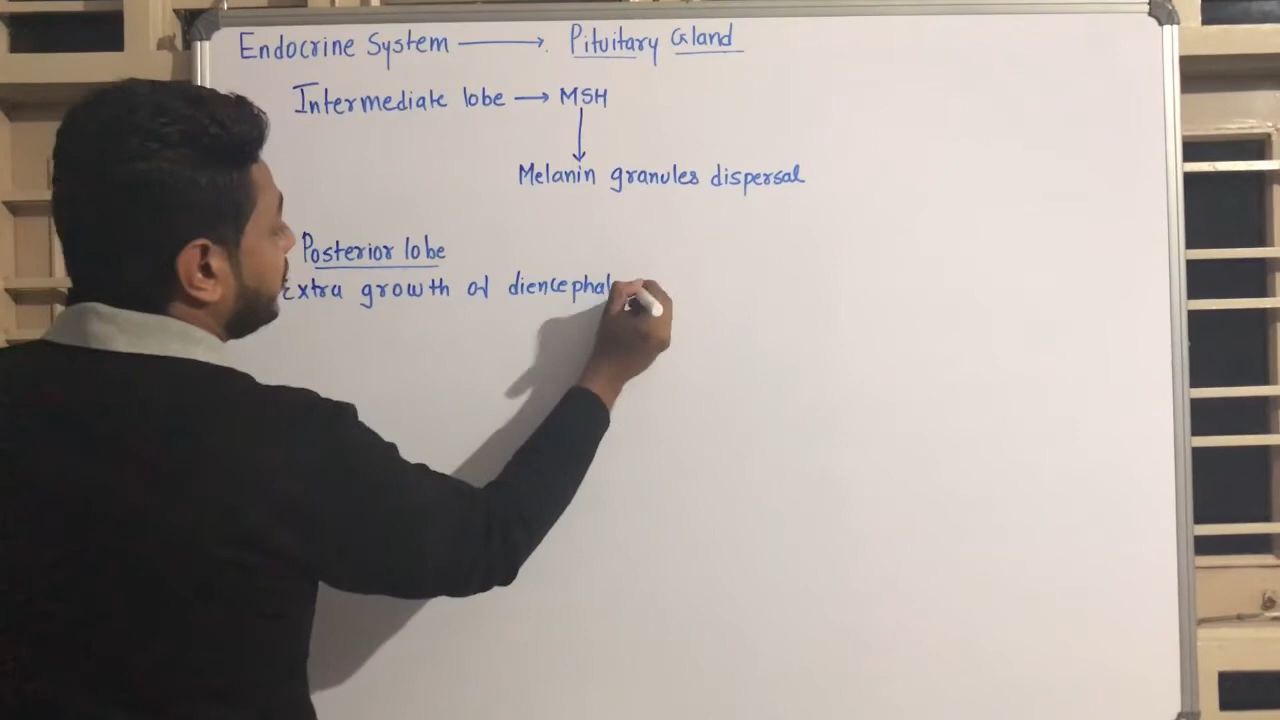 Endocrine System → Pituitary Gland
Intermediate lobe → MSH
↓
Melanin granules dispersal
Posterior lobe
Extra growth of diencephal